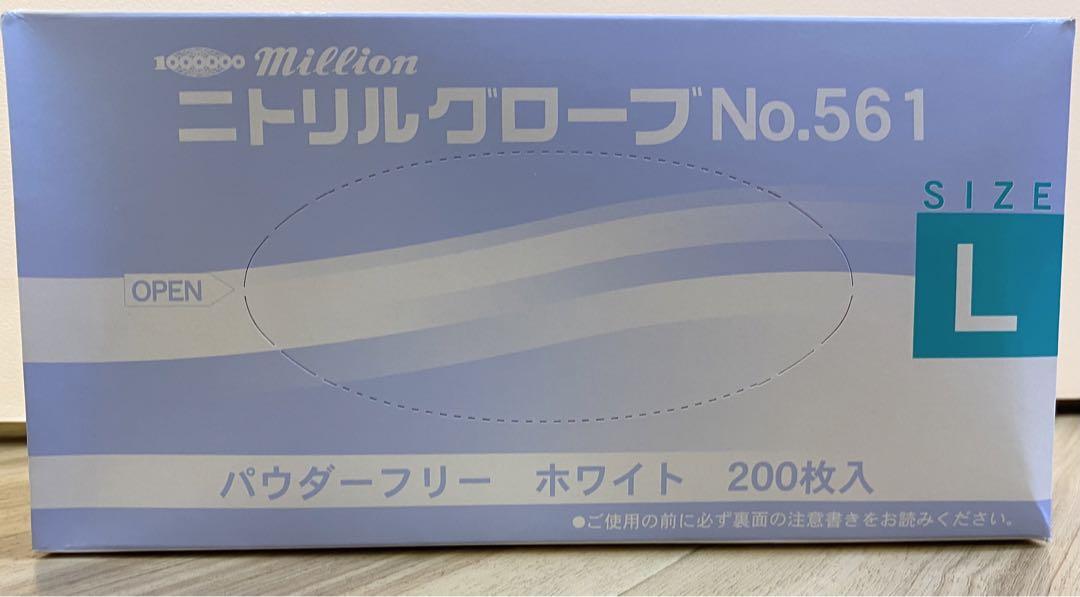 1000000 million
ニトリルグローブNo.561
SIZE
L
OPEN
パウダーフリー ホワイト 200枚入
●ご使用の前に必ず裏面の注意書きをお読みください。